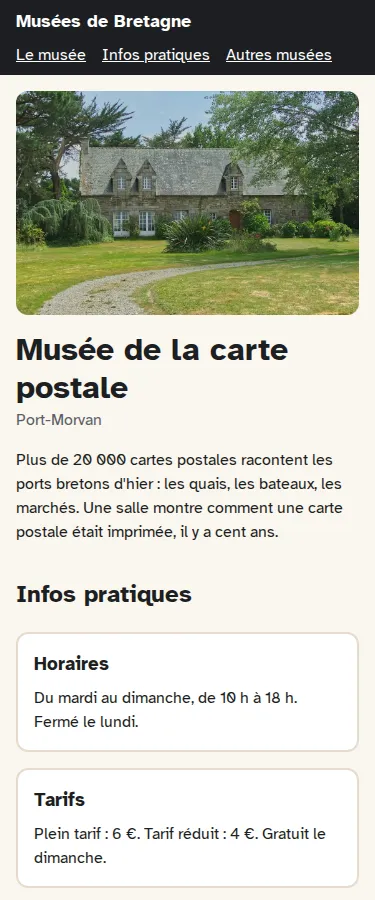 Musées de Bretagne
Le musée Infos pratiques Autres musées
Musée de la carte
postale
Port-Morvan
Plus de 20 000 cartes postales racontent les
ports bretons d'hier : les quais, les bateaux, les
marchés. Une salle montre comment une carte
postale était imprimée, il y a cent ans.
Infos pratiques
Horaires
Du mardi au dimanche, de 10 h à 18 h.
Fermé le lundi.
Tarifs
Plein tarif : 6 €. Tarif réduit : 4 €. Gratuit le
dimanche.